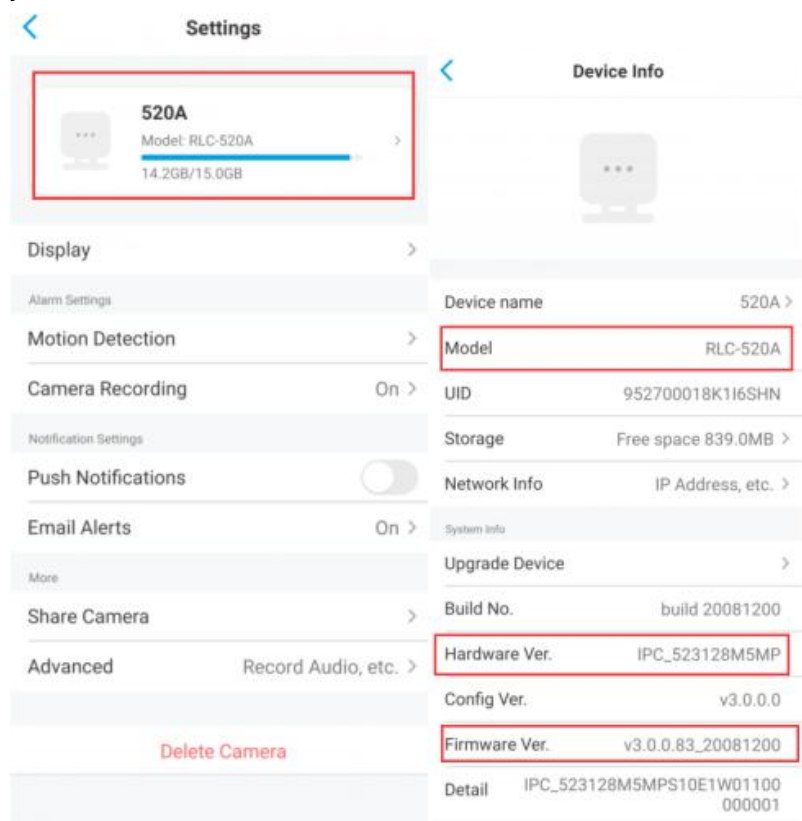 Settings
520A
Model: RLC-520A
14.2GB/15.0GB
Display
Alarm Settings
Motion Detection
Camera Recording On
Notification Settings
Push Notifications
Email Alerts On
More
Share Camera
Advanced Record Audio, etc.
Delete Camera
Device Info
Device name 520A
Model RLC-520A
UID 952700018K1I6SHN
Storage Free space 839.0MB
Network Info IP Address, etc.
System Info
Upgrade Device
Build No. build 20081200
Hardware Ver. IPC_523128M5MP
Config Ver. v3.0.0.0
Firmware Ver. v3.0.0.83_20081200
Detail IPC_523128M5MPS10E1W01100
000001